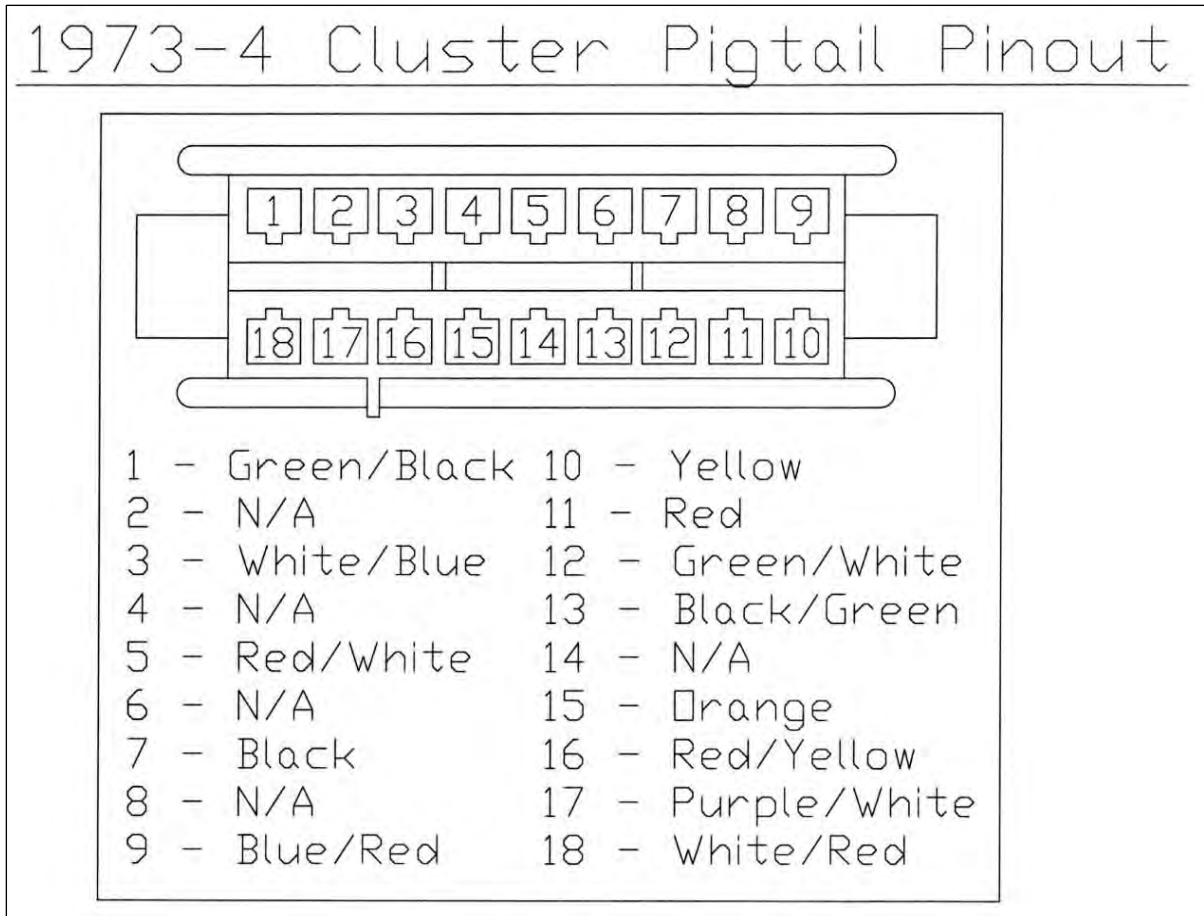 1973-4 Cluster Pigtail Pinout
1 2 3 4 5 6 7 8 9
18 17 16 15 14 13 12 11 10
1 - Green/Black 10 - Yellow
2 - N/A 11 - Red
3 - White/Blue 12 - Green/White
4 - N/A 13 - Black/Green
5 - Red/White 14 - N/A
6 - N/A 15 - Orange
7 - Black 16 - Red/Yellow
8 - N/A 17 - Purple/White
9 - Blue/Red 18 - White/Red